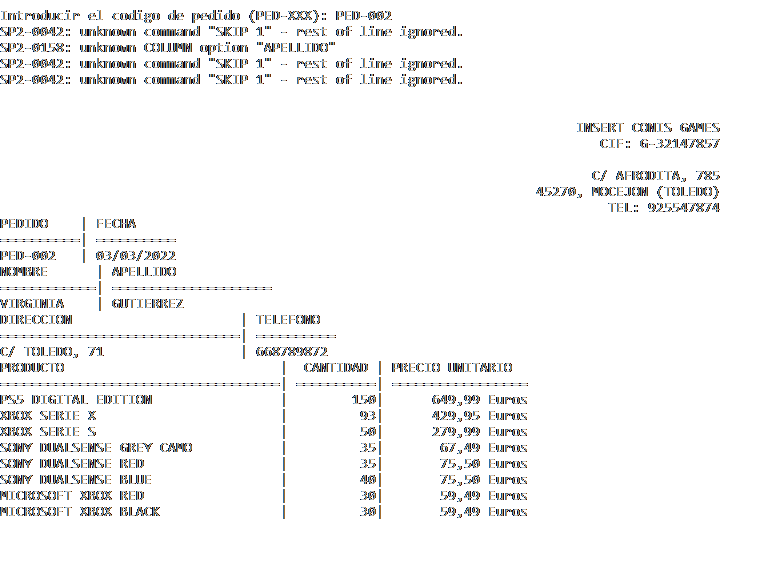 Introducir el codigo de pedido (PED-XXX): PED-002
SP2-0042: unknown command "SKIP 1" - rest of line ignored.
SP2-0158: unknown COLUMN option "APELLIDO"
SP2-0042: unknown command "SKIP 1" - rest of line ignored.
SP2-0042: unknown command "SKIP 1" - rest of line ignored.
INSERT COMIS GAMES
CIF: G-32147857
C/ AFRODITA, 785
45270, MOCEJON (TOLEDO)
TEL: 925547874
PEDIDO | FECHA
==========| ==========
PED-002 | 03/03/2022
NOMBRE | APELLIDO
============| ====================
VIRGINIA | GUTIERREZ
DIRECCION | TELEFONO
==============================| ==========
C/ TOLEDO, 71 | 668789872
PRODUCTO | CANTIDAD | PRECIO UNITARIO
===================================| ==========| =================
PS5 DIGITAL EDITION | 150| 649,99 Euros
XBOX SERIE X | 93| 429,95 Euros
XBOX SERIE S | 50| 279,99 Euros
SONY DUALSENSE GREY CAMO | 35| 67,49 Euros
SONY DUALSENSE RED | 35| 75,50 Euros
SONY DUALSENSE BLUE | 40| 75,50 Euros
MICROSOFT XBOX RED | 30| 59,49 Euros
MICROSOFT XBOX BLACK | 30| 59,49 Euros